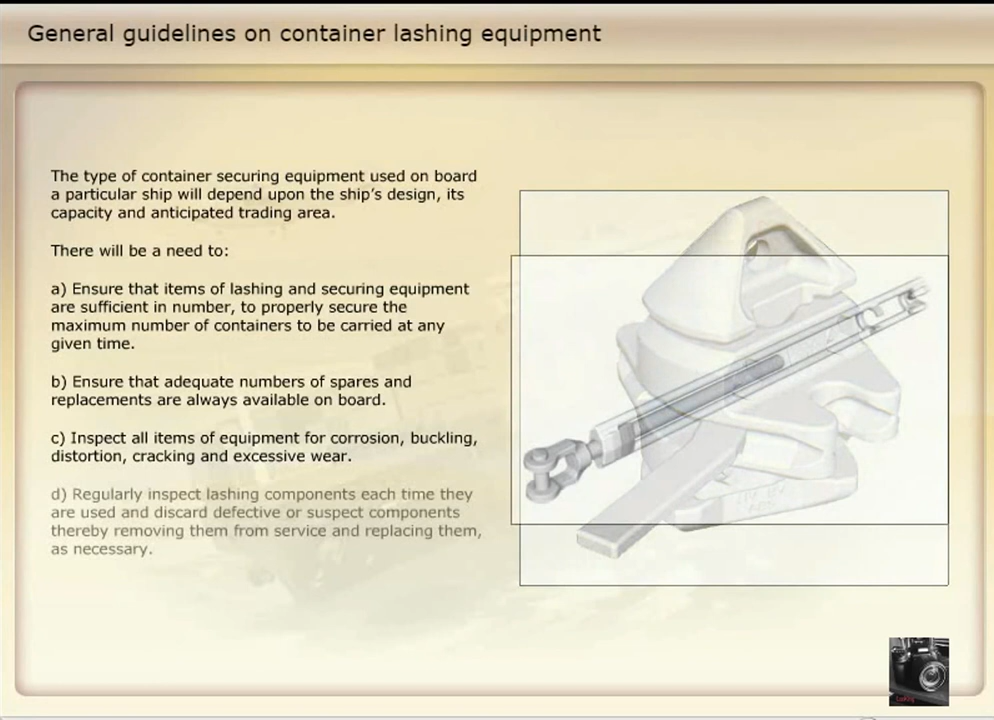 General guidelines on container lashing equipment
The type of container securing equipment used on board
a particular ship will depend upon the ship's design, its
capacity and anticipated trading area.
There will be a need to:
a) Ensure that items of lashing and securing equipment
are sufficient in number, to properly secure the
maximum number of containers to be carried at any
given time.
b) Ensure that adequate numbers of spares and
replacements are always available on board.
c) Inspect all items of equipment for corrosion, buckling,
distortion, cracking and excessive wear.
d) Regularly inspect lashing components each time they
are used and discard defective or suspect components
thereby removing them from service and replacing them,
as necessary.